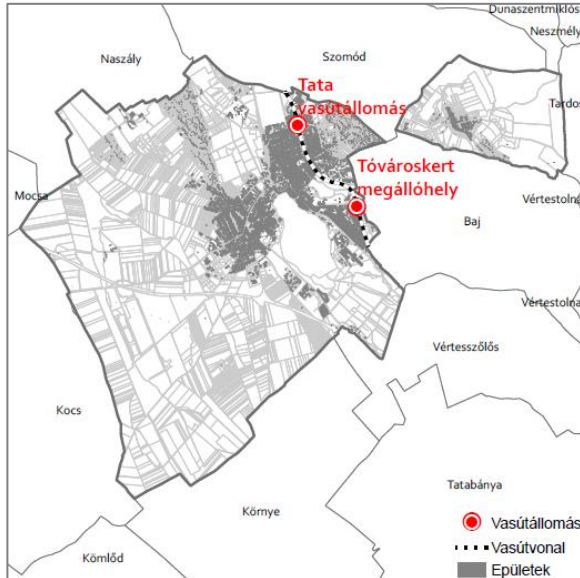 Dunaszentmiklós
Neszmély
Naszály
Szomód
Tata
vasútállomás
Tardos
Tóvároskert
megállóhely
Mocsa
Vértestolna
Baj
Vértestolna
Vértesszőlős
Kocs
Tatabánya
Környe
Vasútállomás
Vasútvonal
Kömlőd
Epületek